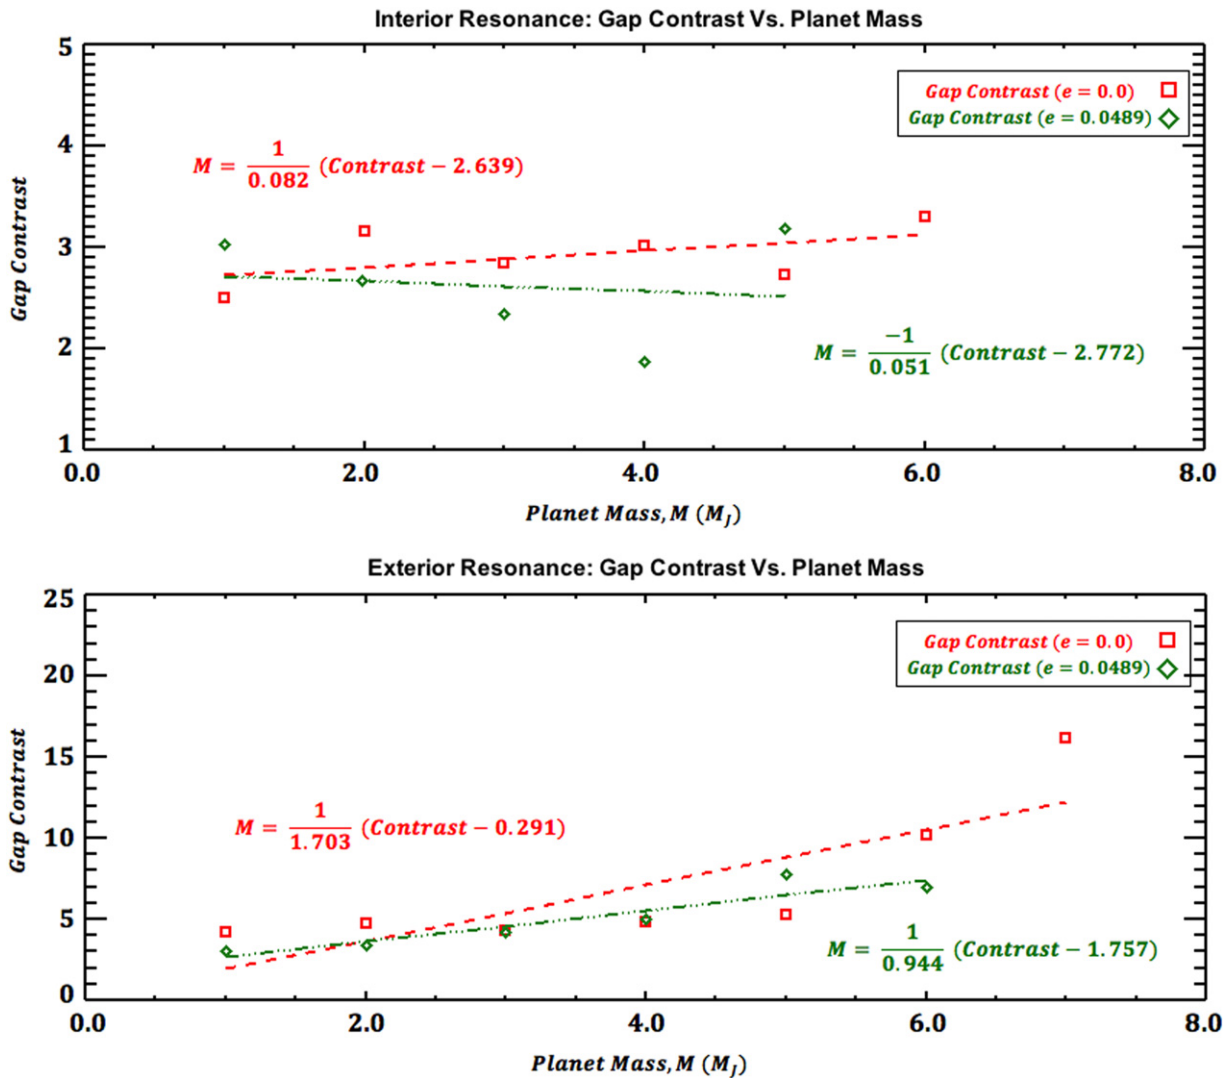 Interior Resonance: Gap Contrast Vs. Planet Mass
5
Gap Contrast (e = 0.0)
Gap Contrast (e = 0.0489)
4
M = 1/0.082 (Contrast − 2.639)
Gap Contrast
3
2
M = −1/0.051 (Contrast − 2.772)
1
0.0 2.0 4.0 6.0 8.0
Planet Mass, M (M_J)
Exterior Resonance: Gap Contrast Vs. Planet Mass
25
Gap Contrast (e = 0.0)
Gap Contrast (e = 0.0489)
20
15
Gap Contrast
M = 1/1.703 (Contrast − 0.291)
10
5
M = 1/0.944 (Contrast − 1.757)
0
0.0 2.0 4.0 6.0 8.0
Planet Mass, M (M_J)